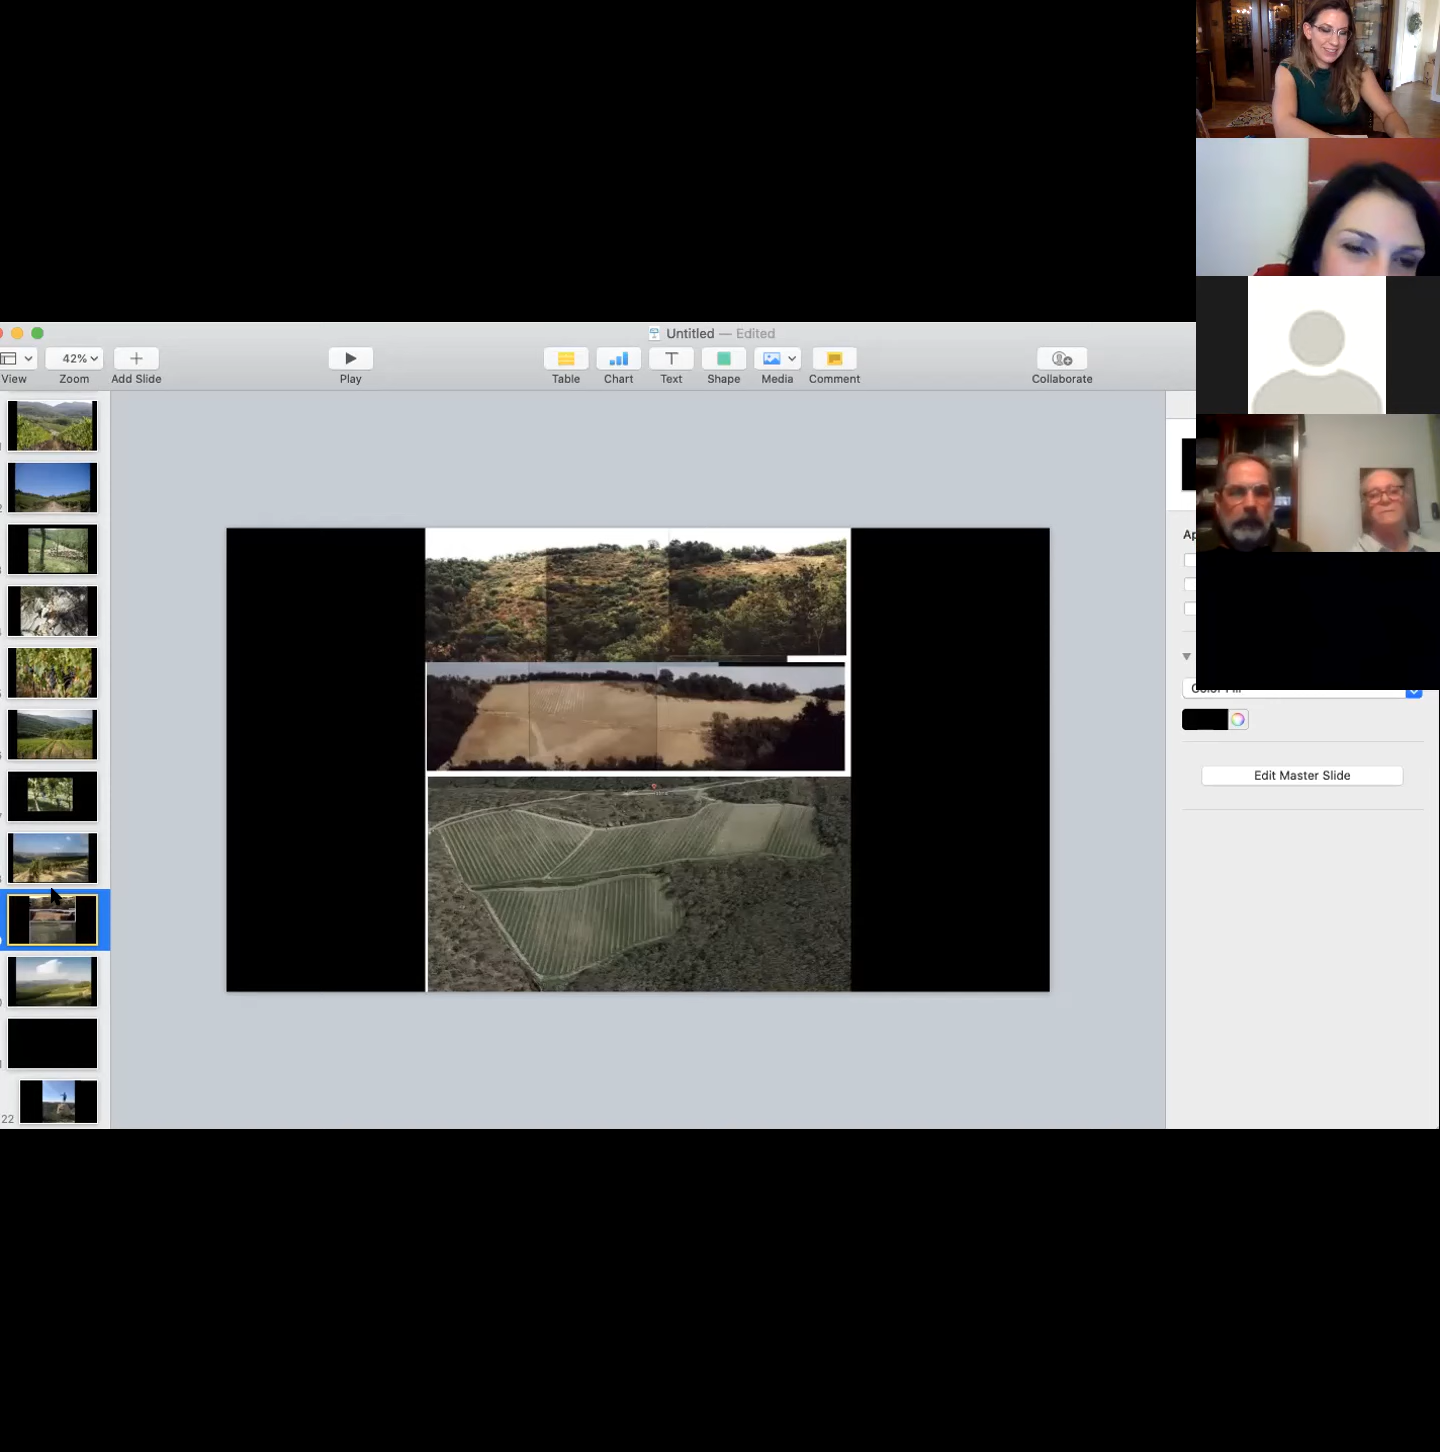 Untitled — Edited
View
42%
Zoom
Add Slide
Play
Table
Chart
Text
Shape
Media
Comment
Collaborate
Edit Master Slide
22